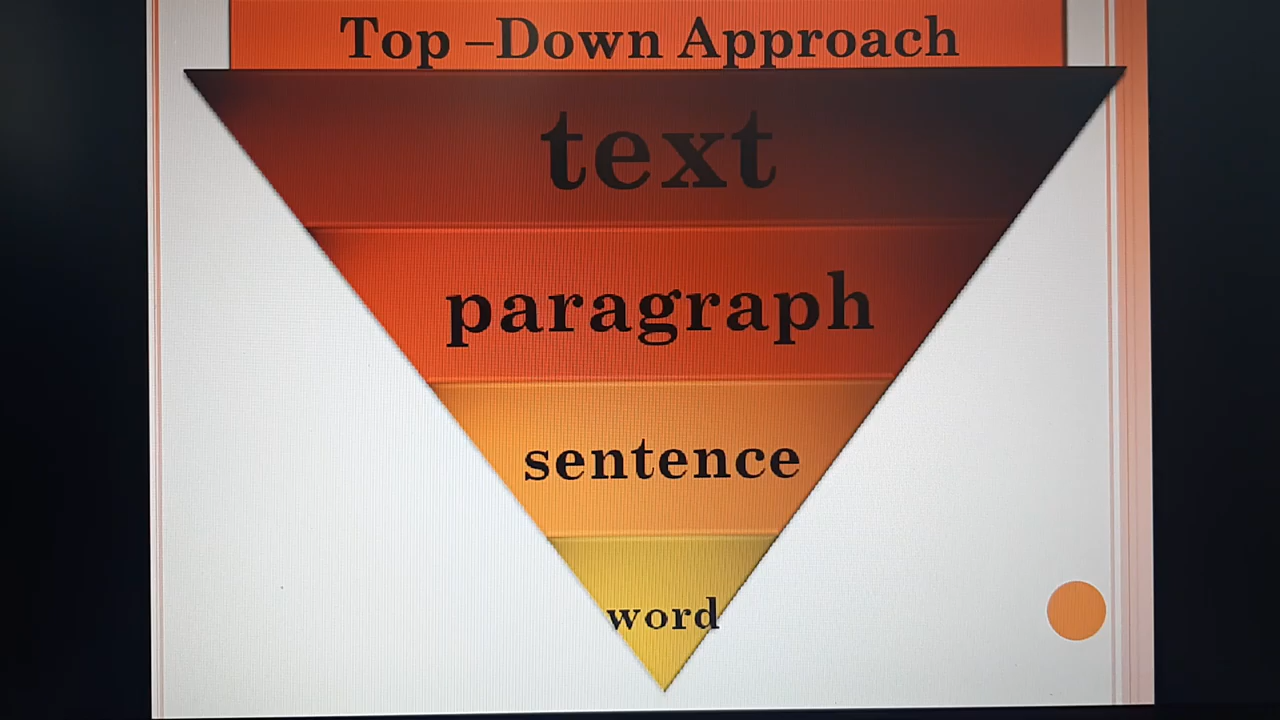 Top –Down Approach
text
paragraph
sentence
word